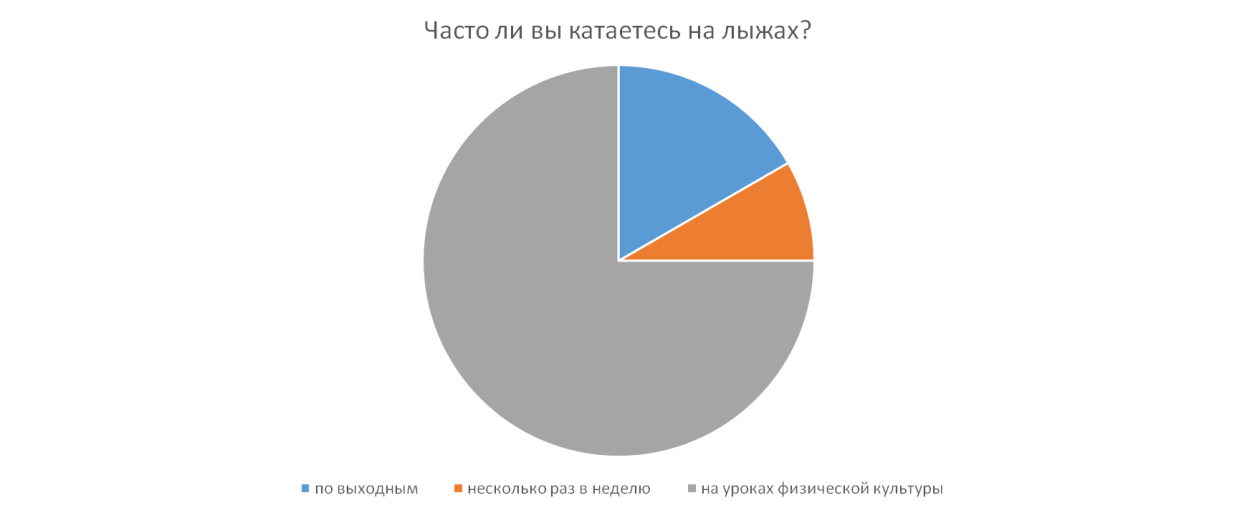 Часто ли вы катаетесь на лыжах?
по выходным несколько раз в неделю на уроках физической культуры